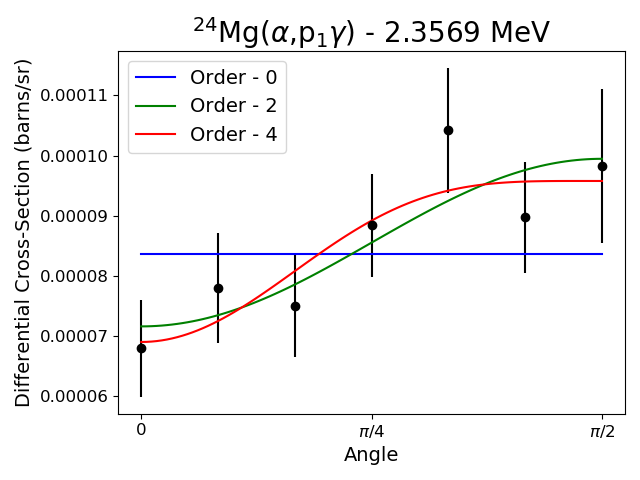 ²⁴Mg(α,p₁γ) - 2.3569 MeV
Order - 0
Order - 2
Order - 4
Differential Cross-Section (barns/sr)
0.00011
0.00010
0.00009
0.00008
0.00007
0.00006
0
π/4
π/2
Angle